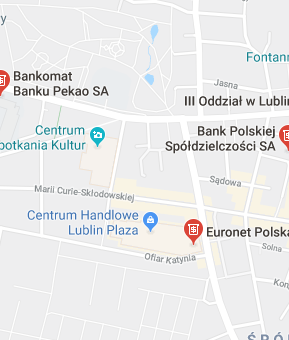 Fontann
Bankomat
Banku Pekao SA
Jasna
III Oddział w Lublin
Centrum
potkania Kultur
Bank Polskiej
Spółdzielczości SA
Sądowa
Marii Curie-Skłodowskiej
Centrum Handlowe
Lublin Plaza
Euronet Polska
Solna
Ofiar Katynia
ŚRÓ